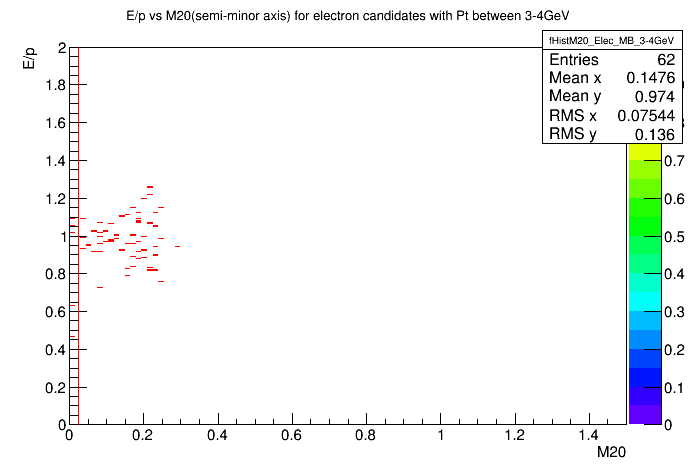 E/p vs M20(semi-minor axis) for electron candidates with Pt between 3-4GeV
fHistM20_Elec_MB_3-4GeV
Entries 62
Mean x 0.1476
Mean y 0.974
RMS x 0.07544
RMS y 0.136
E/p
2
1.8
1.6
1.4
1.2
1
0.8
0.6
0.4
0.2
0
0 0.2 0.4 0.6 0.8 1 1.2 1.4
M20
0.7
0.6
0.5
0.4
0.3
0.2
0.1
0